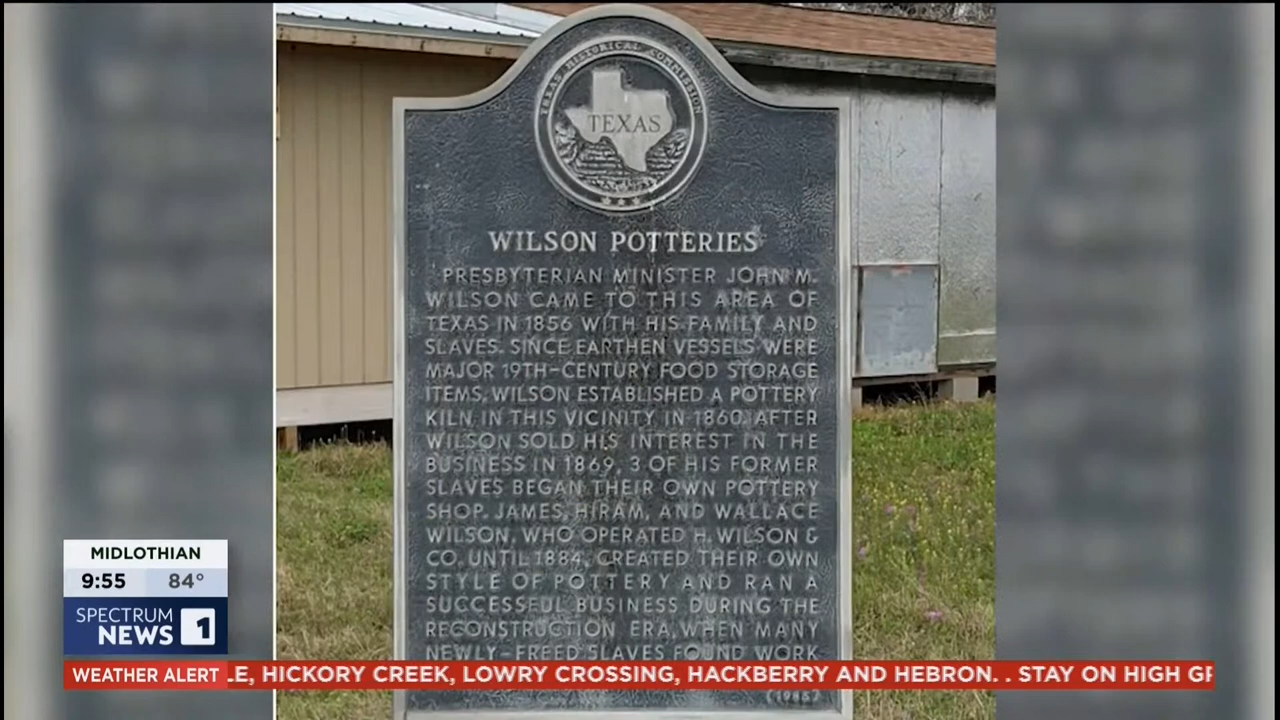 TEXAS HISTORICAL COMMISSION
TEXAS
WILSON POTTERIES
PRESBYTERIAN MINISTER JOHN M.
WILSON CAME TO THIS AREA OF
TEXAS IN 1856 WITH HIS FAMILY AND
SLAVES. SINCE EARTHEN VESSELS WERE
MAJOR 19TH-CENTURY FOOD STORAGE
ITEMS, WILSON ESTABLISHED A POTTERY
KILN IN THIS VICINITY IN 1860. AFTER
WILSON SOLD HIS INTEREST IN THE
BUSINESS IN 1869, 3 OF HIS FORMER
SLAVES BEGAN THEIR OWN POTTERY
SHOP. JAMES, HIRAM, AND WALLACE
WILSON, WHO OPERATED H. WILSON &
CO. UNTIL 1884, CREATED THEIR OWN
STYLE OF POTTERY AND RAN A
SUCCESSFUL BUSINESS DURING THE
RECONSTRUCTION ERA, WHEN MANY
NEWLY-FREED SLAVES FOUND WORK
(1985)
MIDLOTHIAN
9:55 84°
SPECTRUM
NEWS 1
WEATHER ALERT LE, HICKORY CREEK, LOWRY CROSSING, HACKBERRY AND HEBRON. . STAY ON HIGH GR